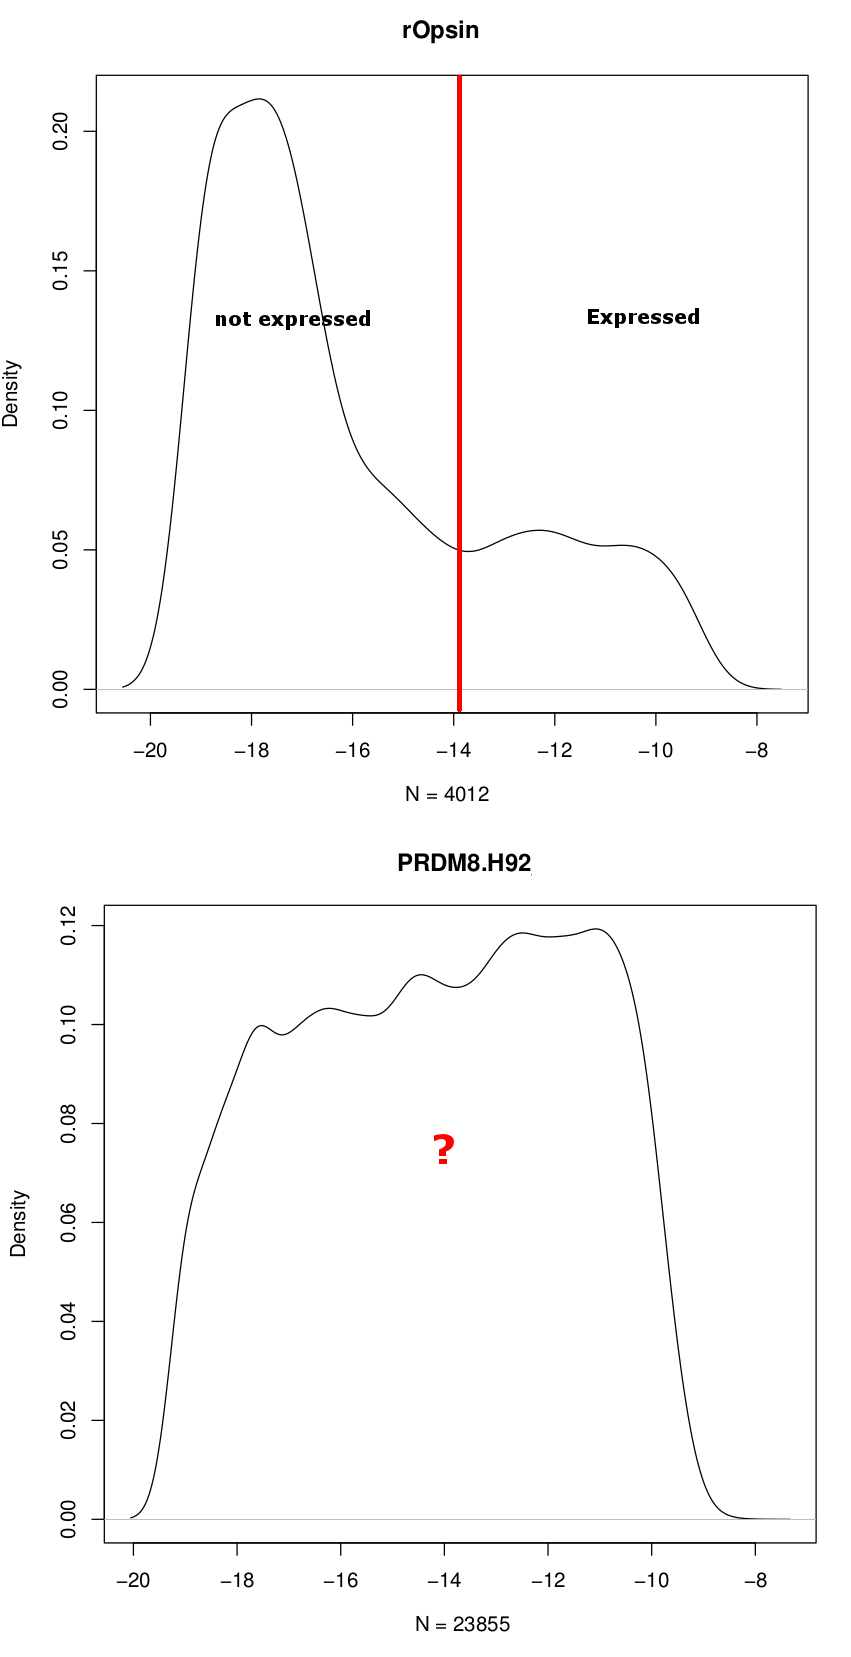 rOpsin
0.20
0.15
0.10
0.05
0.00
Density
not expressed
Expressed
−20 −18 −16 −14 −12 −10 −8
N = 4012
PRDM8.H92
0.12
0.10
0.08
0.06
0.04
0.02
0.00
Density
?
−20 −18 −16 −14 −12 −10 −8
N = 23855